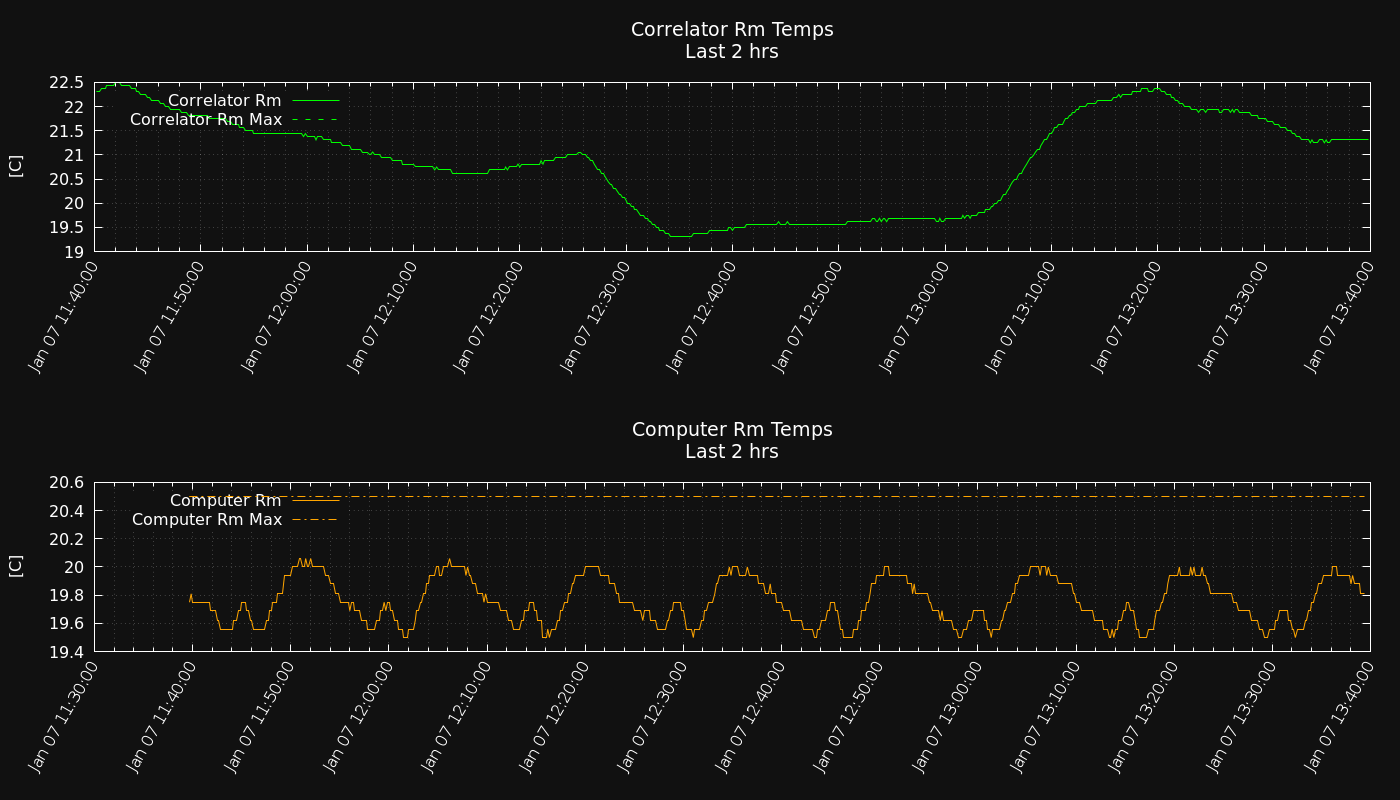 Correlator Rm Temps
Last 2 hrs
22.5
22
21.5
21
20.5
20
19.5
19
[C]
Correlator Rm
Correlator Rm Max
Jan 07 11:40:00
Jan 07 11:50:00
Jan 07 12:00:00
Jan 07 12:10:00
Jan 07 12:20:00
Jan 07 12:30:00
Jan 07 12:40:00
Jan 07 12:50:00
Jan 07 13:00:00
Jan 07 13:10:00
Jan 07 13:20:00
Jan 07 13:30:00
Jan 07 13:40:00
Computer Rm Temps
Last 2 hrs
20.6
20.4
20.2
20
19.8
19.6
19.4
[C]
Computer Rm
Computer Rm Max
Jan 07 11:30:00
Jan 07 11:40:00
Jan 07 11:50:00
Jan 07 12:00:00
Jan 07 12:10:00
Jan 07 12:20:00
Jan 07 12:30:00
Jan 07 12:40:00
Jan 07 12:50:00
Jan 07 13:00:00
Jan 07 13:10:00
Jan 07 13:20:00
Jan 07 13:30:00
Jan 07 13:40:00